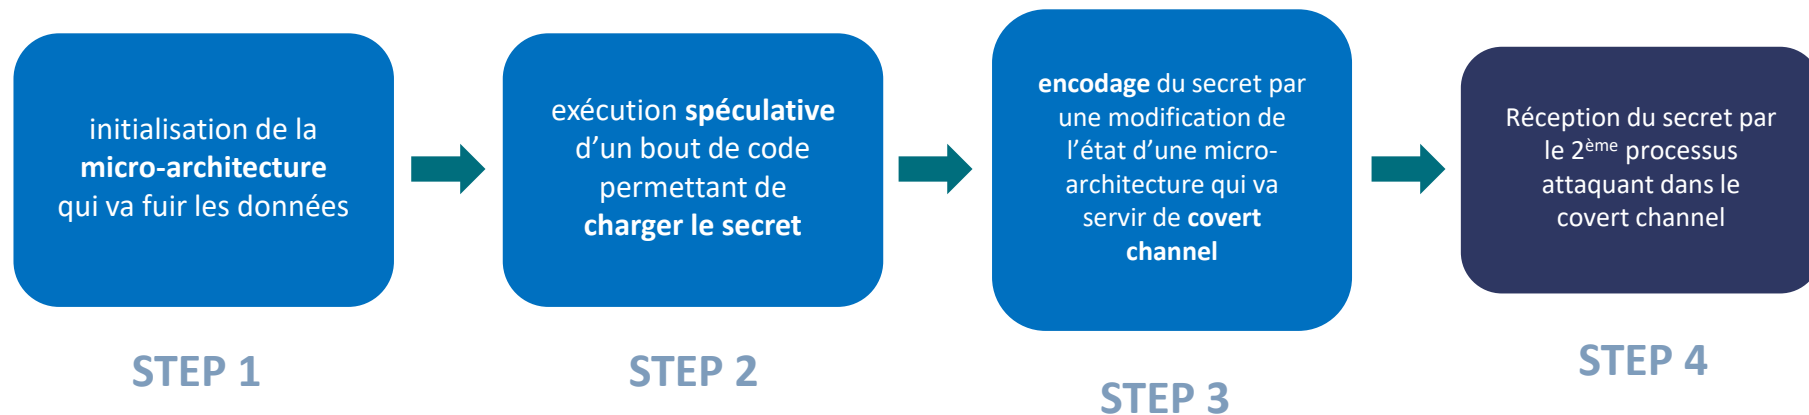 initialisation de la
micro-architecture
qui va fuir les données
exécution spéculative
d'un bout de code
permettant de
charger le secret
encodage du secret par
une modification de
l'état d'une micro-
architecture qui va
servir de covert
channel
Réception du secret par
le 2ème processus
attaquant dans le
covert channel
STEP 1
STEP 2
STEP 3
STEP 4